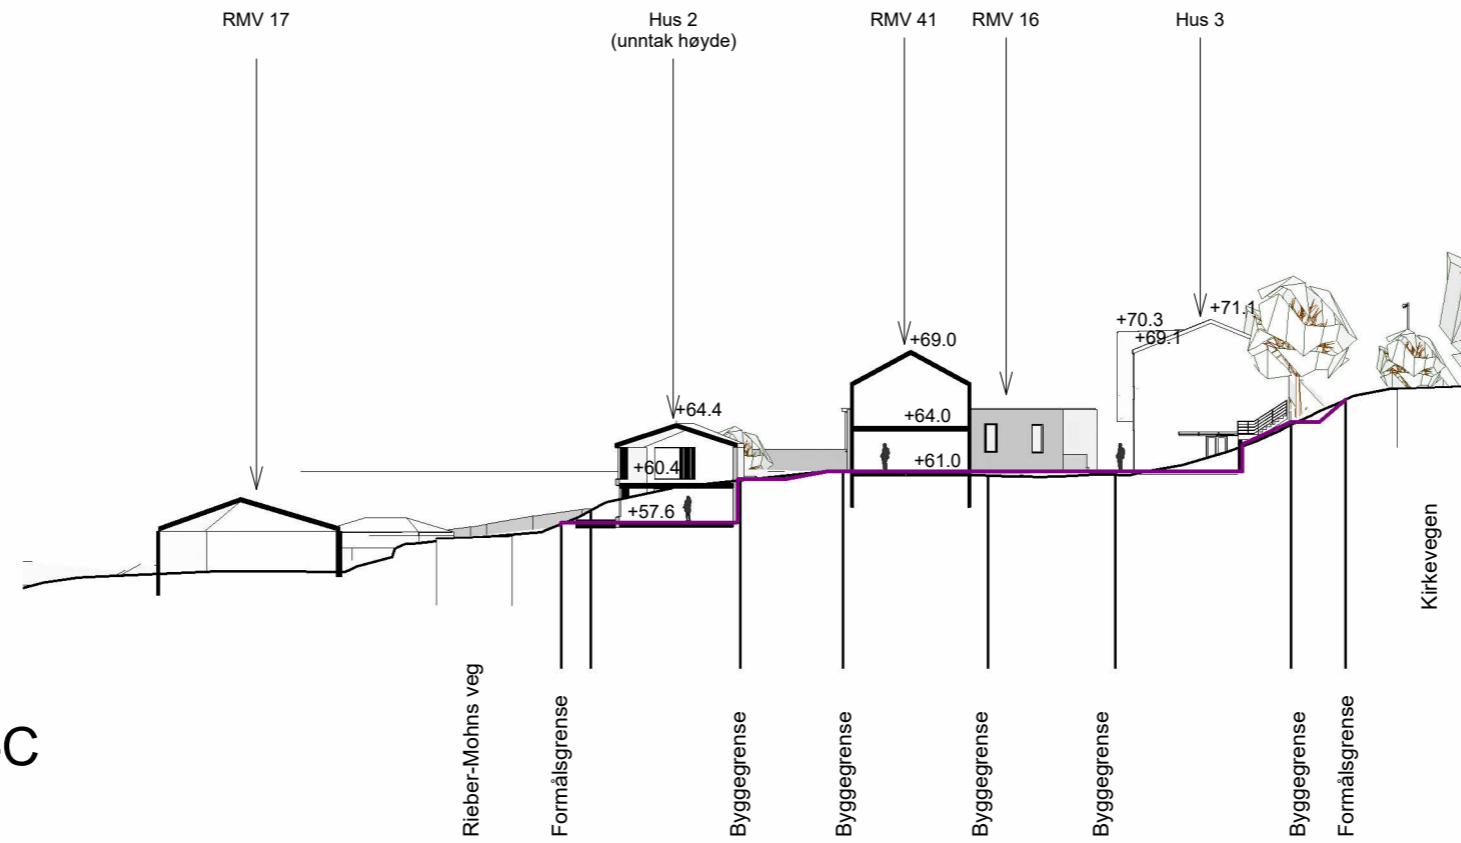 RMV 17
Hus 2
(unntak høyde)
RMV 41
RMV 16
Hus 3
+71.1
+70.3
+69.1
+69.0
+64.4
+64.0
+60.4
+61.0
+57.6
Kirkevegen
C
Rieber-Mohns veg
Formålsgrense
Byggegrense
Byggegrense
Byggegrense
Byggegrense
Byggegrense
Formålsgrense